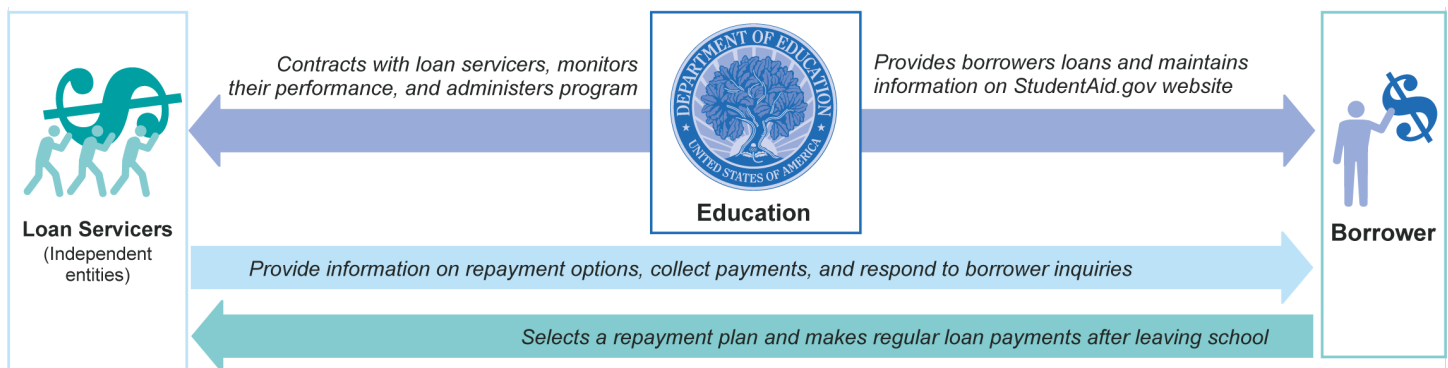 Contracts with loan servicers, monitors
their performance, and administers program
DEPARTMENT OF EDUCATION
UNITED STATES OF AMERICA
Education
Provides borrowers loans and maintains
information on StudentAid.gov website
Loan Servicers
(Independent
entities)
Borrower
Provide information on repayment options, collect payments, and respond to borrower inquiries
Selects a repayment plan and makes regular loan payments after leaving school